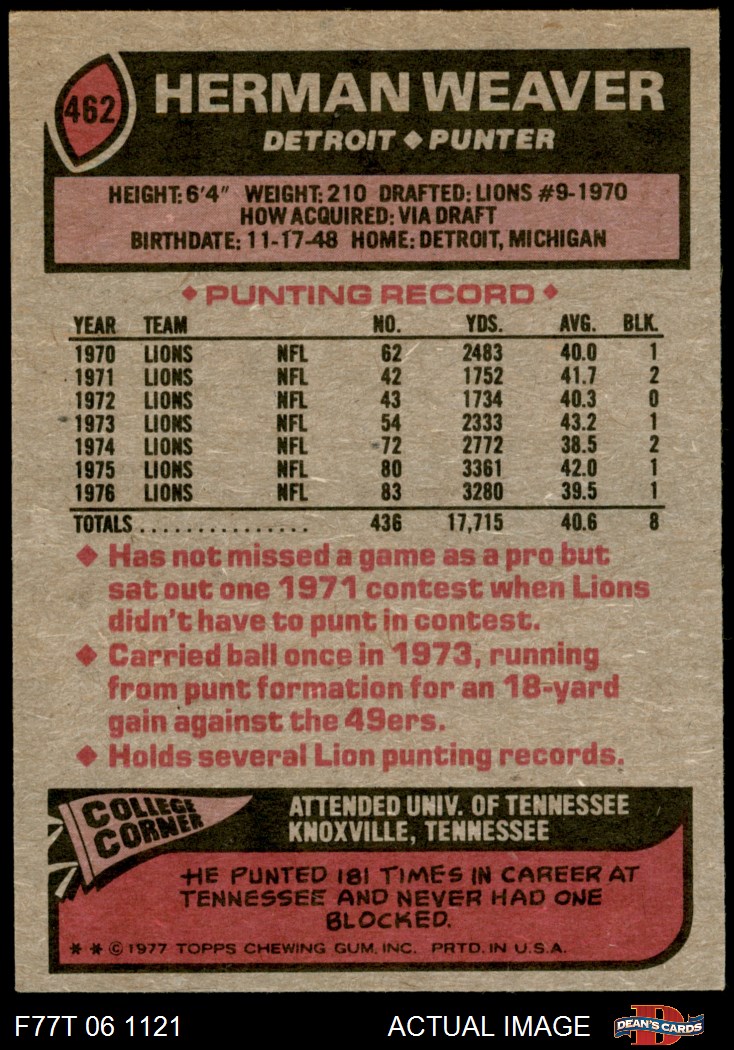 462
HERMAN WEAVER
DETROIT ◆ PUNTER
HEIGHT: 6'4" WEIGHT: 210 DRAFTED: LIONS #9-1970
HOW ACQUIRED: VIA DRAFT
BIRTHDATE: 11-17-48 HOME: DETROIT, MICHIGAN
◆ PUNTING RECORD ◆
YEAR TEAM NO. YDS. AVG. BLK.
1970 LIONS NFL 62 2483 40.0 1
1971 LIONS NFL 42 1752 41.7 2
1972 LIONS NFL 43 1734 40.3 0
1973 LIONS NFL 54 2333 43.2 1
1974 LIONS NFL 72 2772 38.5 2
1975 LIONS NFL 80 3361 42.0 1
1976 LIONS NFL 83 3280 39.5 1
TOTALS ............... 436 17,715 40.6 8
◆ Has not missed a game as a pro but
sat out one 1971 contest when Lions
didn't have to punt in contest.
◆ Carried ball once in 1973, running
from punt formation for an 18-yard
gain against the 49ers.
◆ Holds several Lion punting records.
COLLEGE
CORNER
ATTENDED UNIV. OF TENNESSEE
KNOXVILLE, TENNESSEE
HE PUNTED 181 TIMES IN CAREER AT
TENNESSEE AND NEVER HAD ONE
BLOCKED.
* * © 1977 TOPPS CHEWING GUM, INC. PRTD. IN U.S.A.
F77T 06 1121 ACTUAL IMAGE
D
DEAN'S CARDS